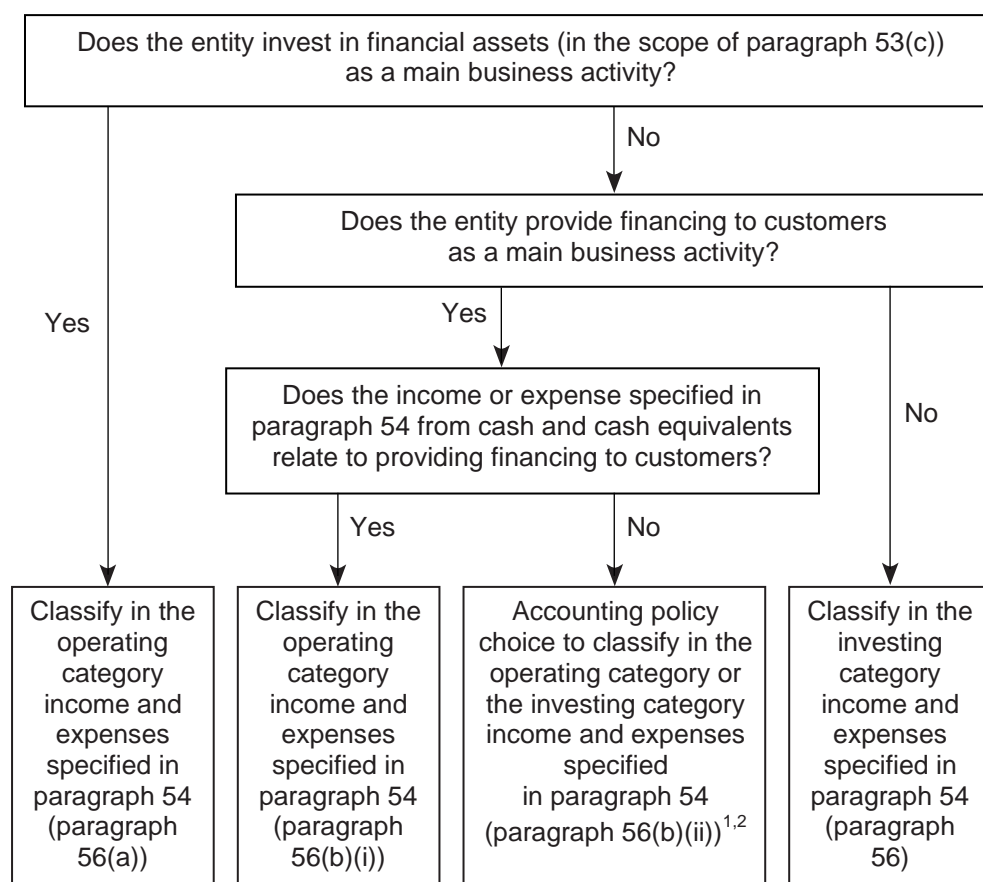 Does the entity invest in financial assets (in the scope of paragraph 53(c))
as a main business activity?
No
Does the entity provide financing to customers
as a main business activity?
Yes
Yes
Does the income or expense specified in
paragraph 54 from cash and cash equivalents
relate to providing financing to customers?
No
Yes
No
Classify in the
operating
category
income and
expenses
specified in
paragraph 54
(paragraph
56(a))
Classify in the
operating
category
income and
expenses
specified in
paragraph 54
(paragraph
56(b)(i))
Accounting policy
choice to classify in the
operating category or
the investing category
income and expenses
specified
in paragraph 54
(paragraph 56(b)(ii))1,2
Classify in the
investing
category
income and
expenses
specified in
paragraph 54
(paragraph
56)